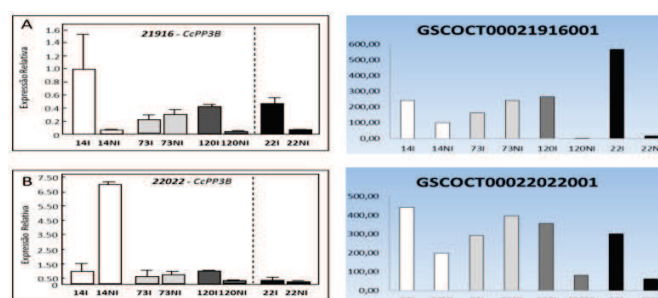 A
21916 - CcPP3B
Expressão Relativa
1.6
1.4
1.2
1.0
0.8
0.6
0.4
0.2
0
14I 14NI 73I 73NI 120I 120NI 22I 22NI
GSCOCT00021916001
600,00
500,00
400,00
300,00
200,00
100,00
0,00
14I 14NI 73I 73NI 120I 120NI 22I 22NI
B
22022 - CcPP3B
Expressão Relativa
7.50
6.50
5.50
4.50
3.50
2.50
1.50
0.50
0
14I 14NI 73I 73NI 120I 120NI 22I 22NI
GSCOCT00022022001
500,00
400,00
300,00
200,00
100,00
0,00